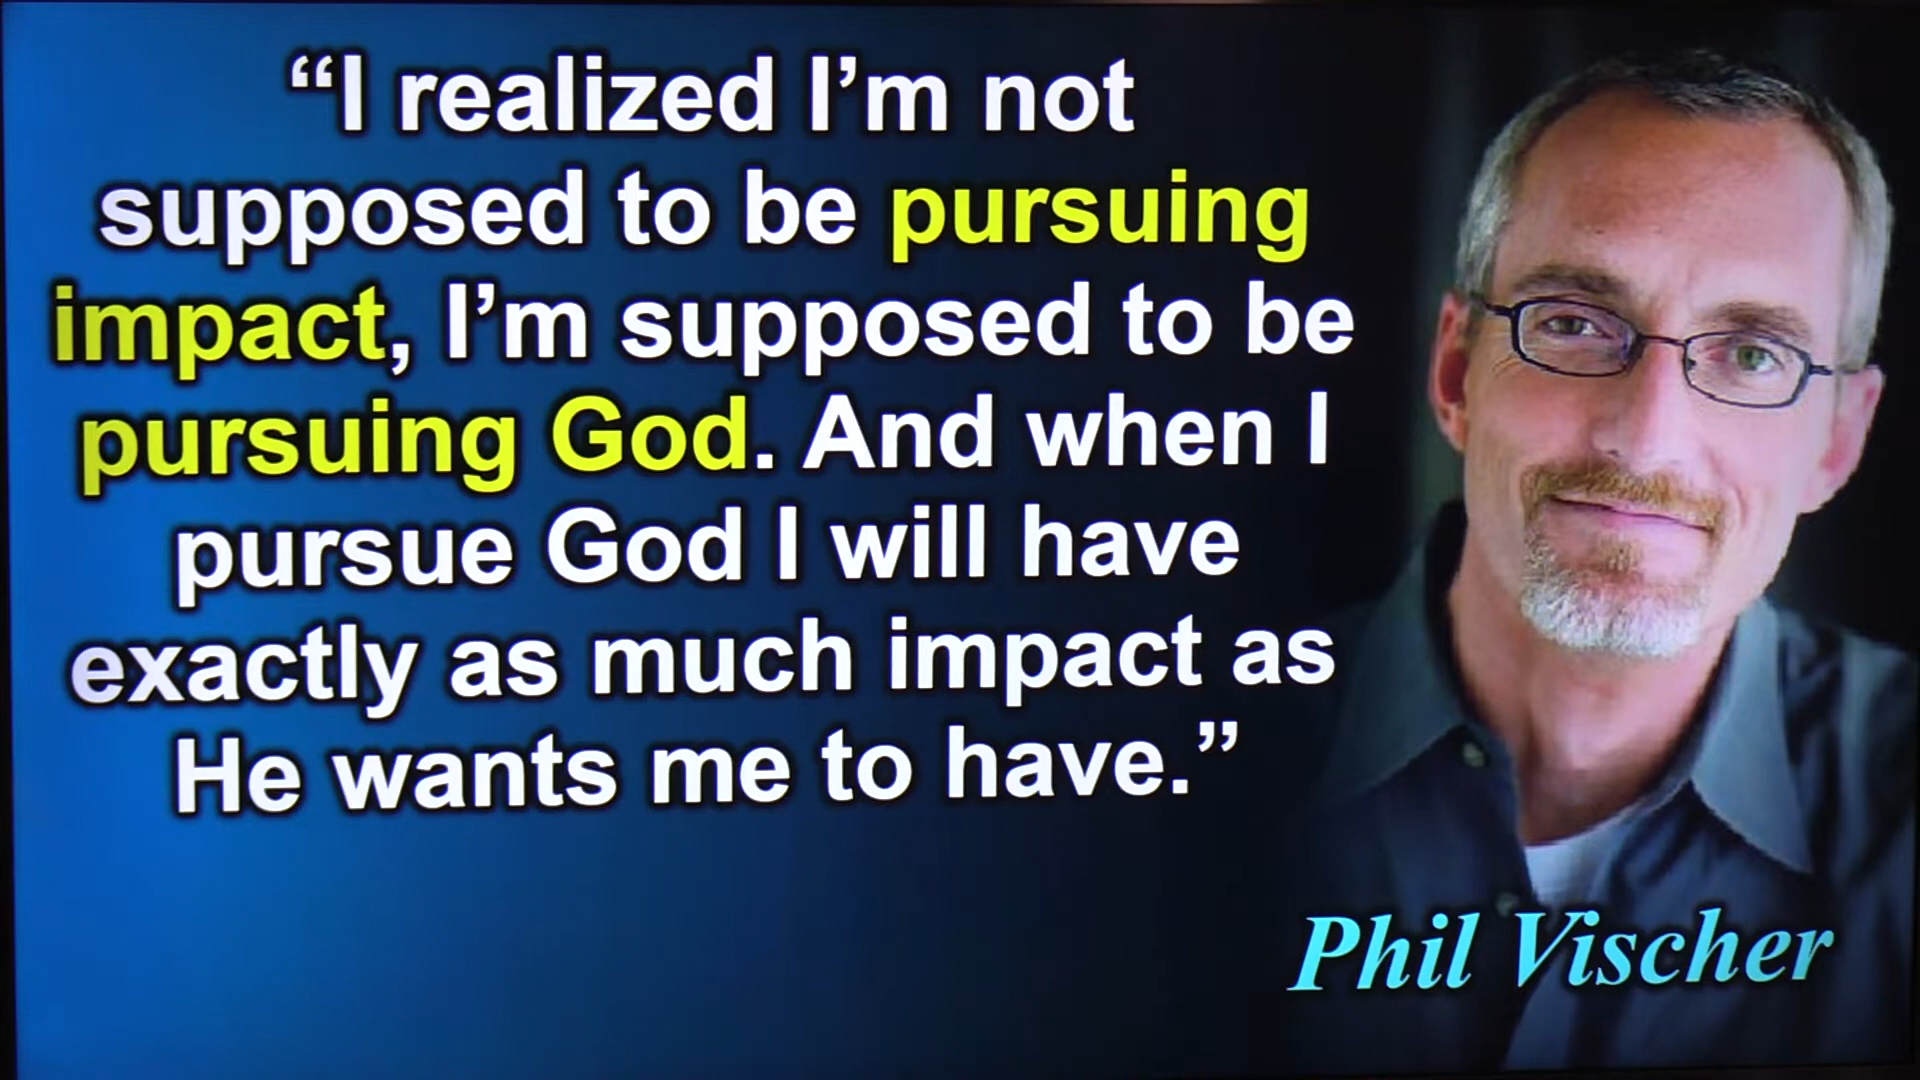 “I realized I’m not
supposed to be pursuing
impact, I’m supposed to be
pursuing God. And when I
pursue God I will have
exactly as much impact as
He wants me to have.”
Phil Vischer